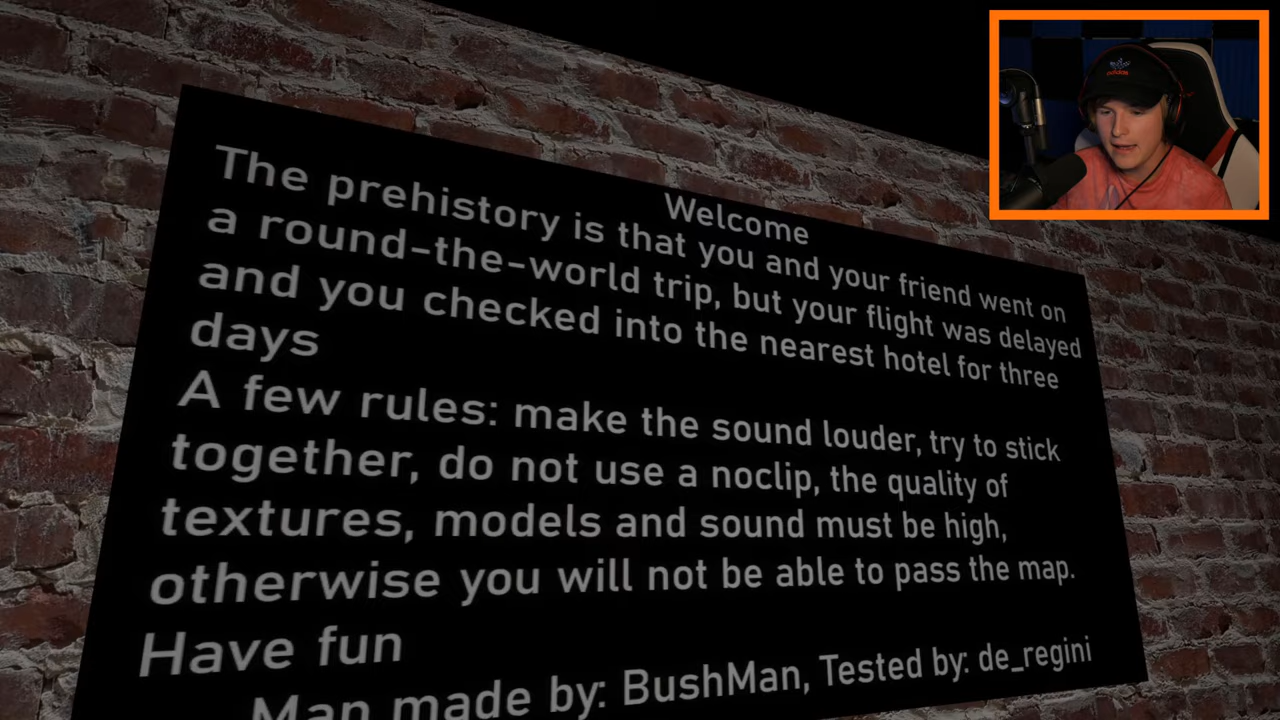 Welcome
The prehistory is that you and your friend went on
a round-the-world trip, but your flight was delayed
and you checked into the nearest hotel for three
days
A few rules: make the sound louder, try to stick
together, do not use a noclip, the quality of
textures, models and sound must be high,
otherwise you will not be able to pass the map.
Have fun
Map made by: BushMan, Tested by: de_regini
adidas